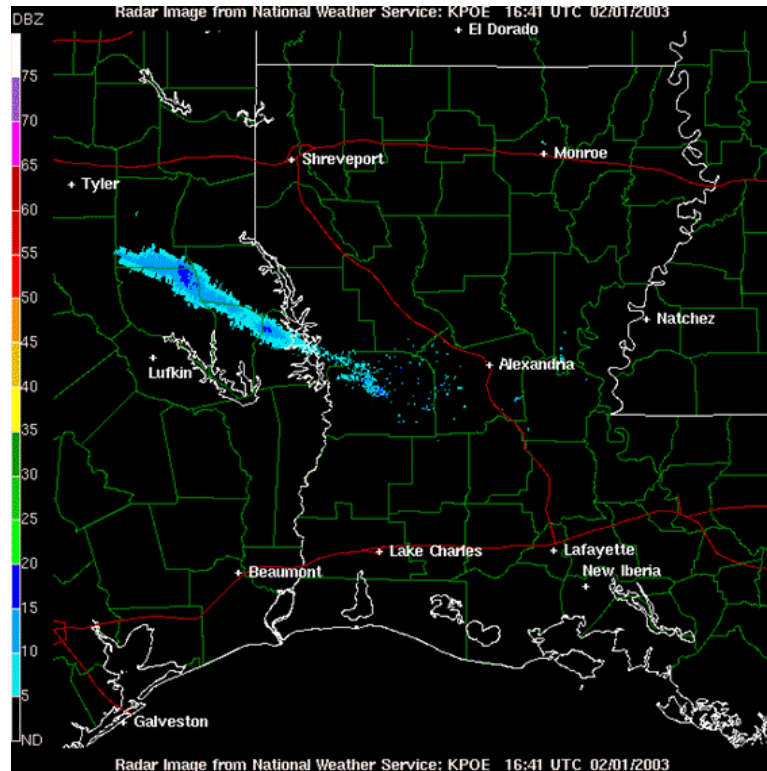 DBZ
Radar Image from National Weather Service: KPOE 16:41 UTC 02/01/2003
El Dorado
75
70
65
60
55
50
45
40
35
30
25
20
15
10
5
ND
Shreveport
Monroe
Tyler
Natchez
Lufkin
Alexandria
Lake Charles
Lafayette
Beaumont
New Iberia
Galveston
Radar Image from National Weather Service: KPOE 16:41 UTC 02/01/2003